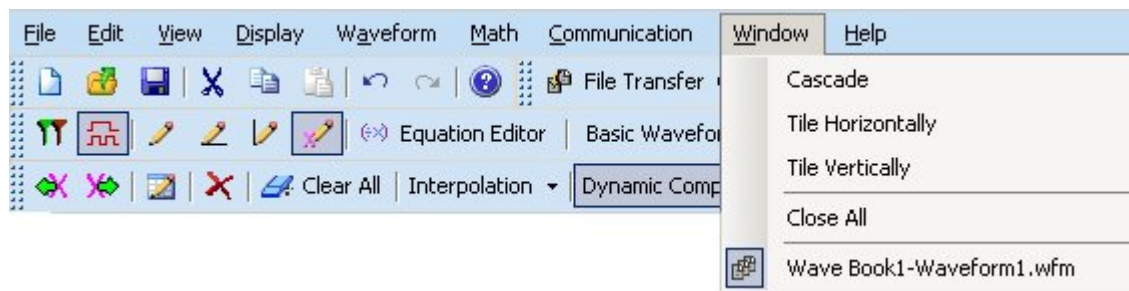 File Edit View Display Waveform Math Communication Window Help
File Transfer
Equation Editor Basic Wavefo
Clear All Interpolation Dynamic Comp
Cascade
Tile Horizontally
Tile Vertically
Close All
Wave Book1-Waveform1.wfm